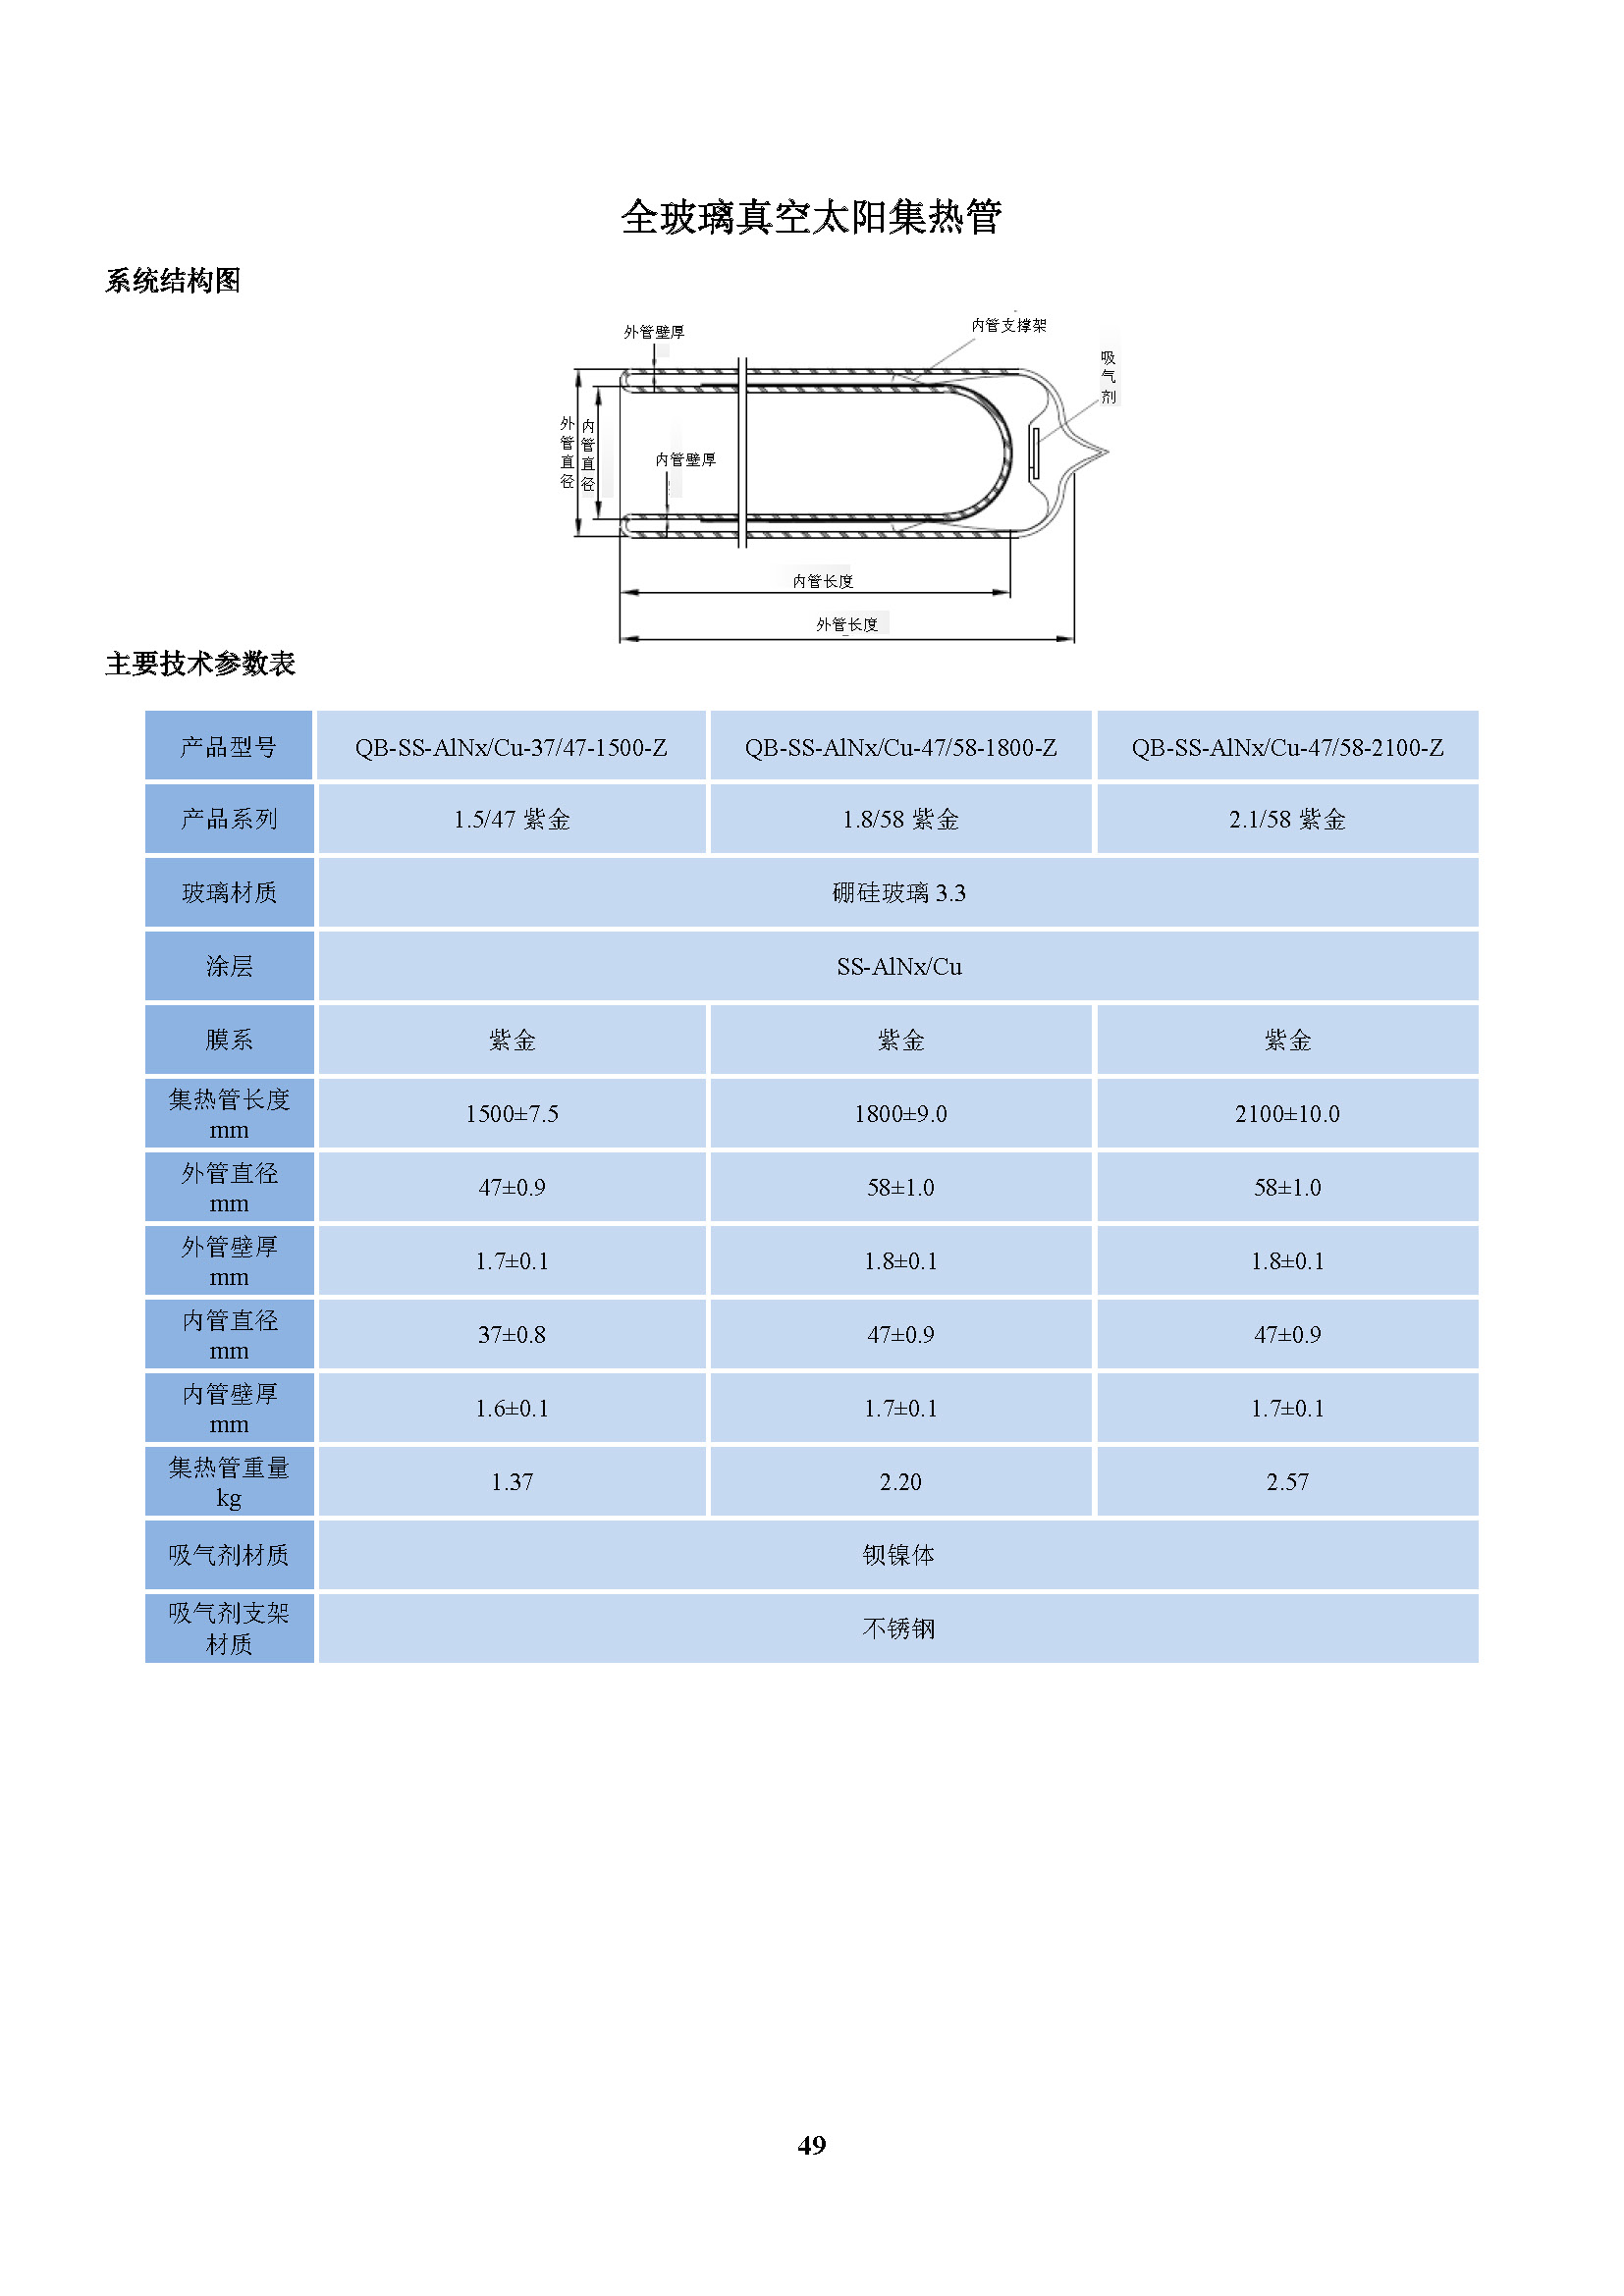 全玻璃真空太阳集热管
系统结构图
外管壁厚
内管支撑架
吸气剂
外管直径
内管直径
内管壁厚
内管长度
外管长度
主要技术参数表
产品型号 QB-SS-AlNx/Cu-37/47-1500-Z QB-SS-AlNx/Cu-47/58-1800-Z QB-SS-AlNx/Cu-47/58-2100-Z
产品系列 1.5/47 紫金 1.8/58 紫金 2.1/58 紫金
玻璃材质 硼硅玻璃 3.3
涂层 SS-AlNx/Cu
膜系 紫金 紫金 紫金
集热管长度
mm 1500±7.5 1800±9.0 2100±10.0
外管直径
mm 47±0.9 58±1.0 58±1.0
外管壁厚
mm 1.7±0.1 1.8±0.1 1.8±0.1
内管直径
mm 37±0.8 47±0.9 47±0.9
内管壁厚
mm 1.6±0.1 1.7±0.1 1.7±0.1
集热管重量
kg 1.37 2.20 2.57
吸气剂材质 钡镍体
吸气剂支架
材质 不锈钢
49